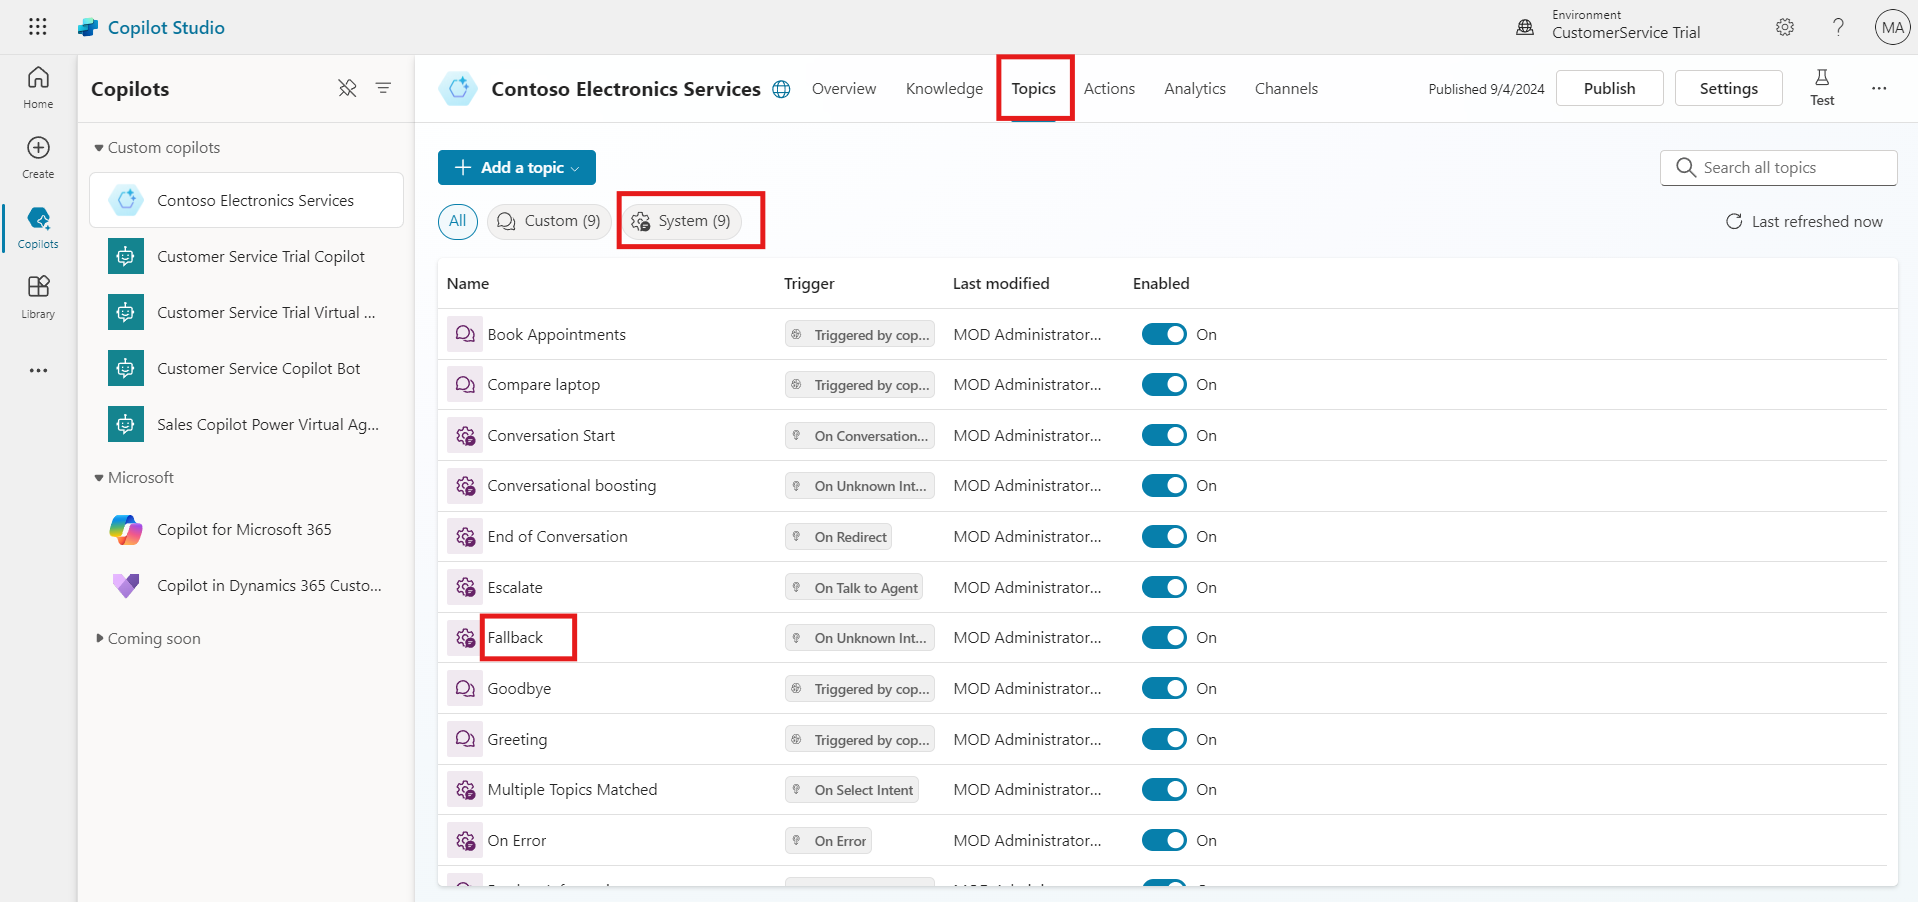 Copilot Studio
Environment
CustomerService Trial
MA
Home
Create
Copilots
Library
Copilots
Custom copilots
Contoso Electronics Services
Customer Service Trial Copilot
Customer Service Trial Virtual ...
Customer Service Copilot Bot
Sales Copilot Power Virtual Ag...
Microsoft
Copilot for Microsoft 365
Copilot in Dynamics 365 Custo...
Coming soon
Contoso Electronics Services
Overview
Knowledge
Topics
Actions
Analytics
Channels
Published 9/4/2024
Publish
Settings
Test
Add a topic
Search all topics
All
Custom (9)
System (9)
Last refreshed now
Name Trigger Last modified Enabled
Book Appointments Triggered by cop... MOD Administrator... On
Compare laptop Triggered by cop... MOD Administrator... On
Conversation Start On Conversation... MOD Administrator... On
Conversational boosting On Unknown Int... MOD Administrator... On
End of Conversation On Redirect MOD Administrator... On
Escalate On Talk to Agent MOD Administrator... On
Fallback On Unknown Int... MOD Administrator... On
Goodbye Triggered by cop... MOD Administrator... On
Greeting Triggered by cop... MOD Administrator... On
Multiple Topics Matched On Select Intent MOD Administrator... On
On Error On Error MOD Administrator... On